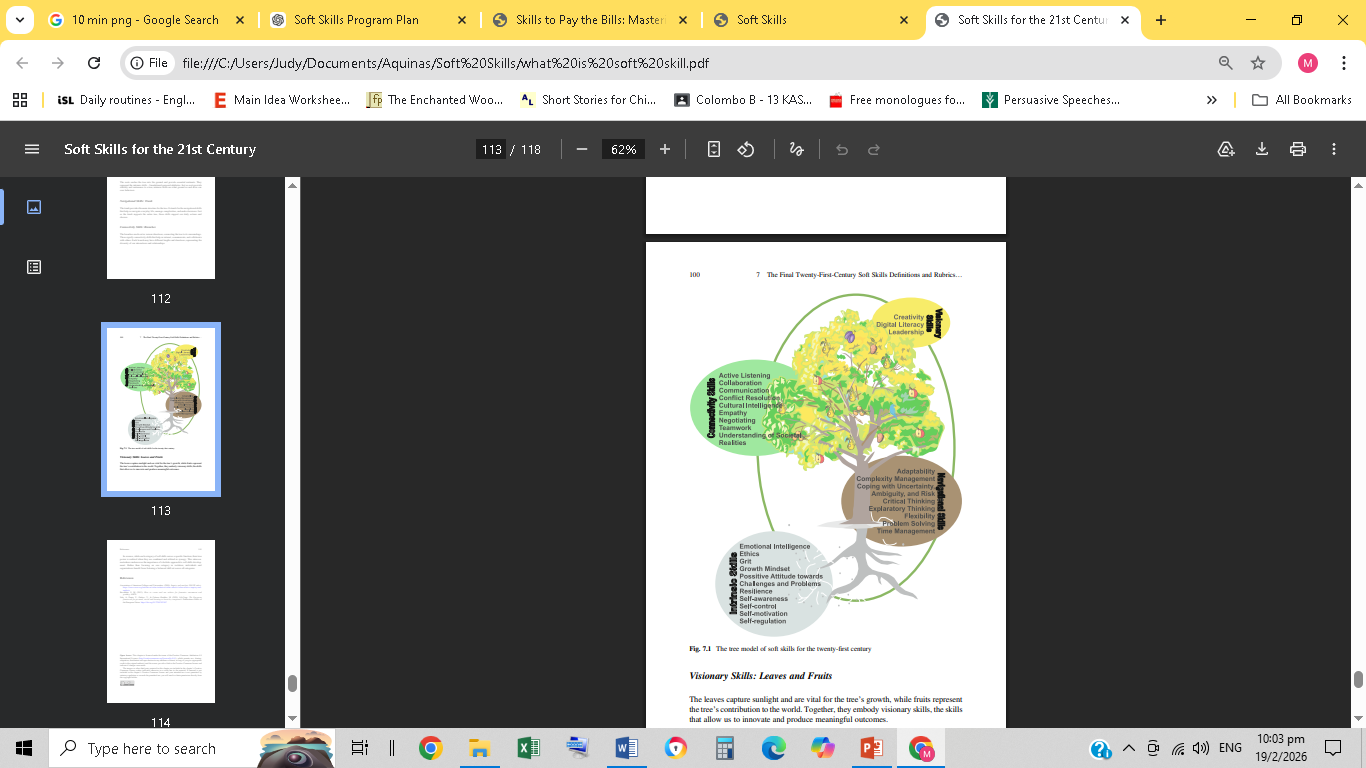 10 min png - Google Search
Soft Skills Program Plan
Skills to Pay the Bills: Master
Soft Skills
Soft Skills for the 21st Centur
File
file:///C:/Users/Judy/Documents/Aquinas/Soft%20Skills/what%20is%20soft%20skill.pdf
M
iSL Daily routines - Engl...
Main Idea Workshee...
The Enchanted Woo...
Short Stories for Chi...
Colombo B - 13 KAS...
Free monologues fo...
Persuasive Speeches...
All Bookmarks
Soft Skills for the 21st Century
113 / 118
62%
112
113
114
100
7 The Final Twenty-First-Century Soft Skills Definitions and Rubrics…
Creativity
Digital Literacy
Leadership
Visionary
Skills
Connectivity Skills
Active Listening
Collaboration
Communication
Conflict Resolution
Cultural Intelligence
Empathy
Negotiating
Teamwork
Understanding of Societal
Realities
Adaptability
Complexity Management
Coping with Uncertainty,
Ambiguity, and Risk
Critical Thinking
Explaratory Thinking
Flexibility
Problem Solving
Time Management
Navigational Skills
Intrinsic Skills
Emotional Intelligence
Ethics
Grit
Growth Mindset
Possitive Attitude towards
Challenges and Problems
Resilience
Self-awareness
Self-control
Self-motivation
Self-regulation
Fig. 7.1 The tree model of soft skills for the twenty-first century
Visionary Skills: Leaves and Fruits
The leaves capture sunlight and are vital for the tree's growth, while fruits represent
the tree's contribution to the world. Together, they embody visionary skills, the skills
that allow us to innovate and produce meaningful outcomes.
Type here to search
ENG
10:03 pm
19/2/2026